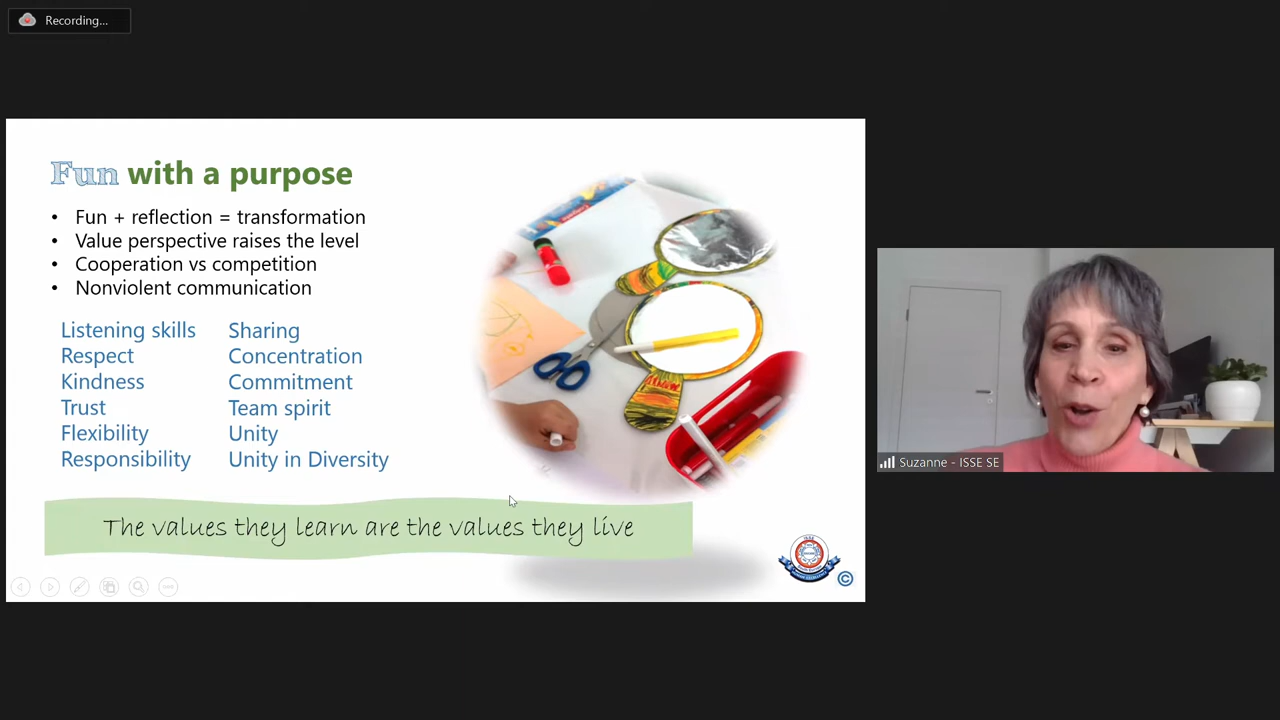 Recording...
Fun with a purpose
• Fun + reflection = transformation
• Value perspective raises the level
• Cooperation vs competition
• Nonviolent communication
Listening skills Sharing
Respect Concentration
Kindness Commitment
Trust Team spirit
Flexibility Unity
Responsibility Unity in Diversity
The values they learn are the values they live
©
Suzanne - ISSE SE